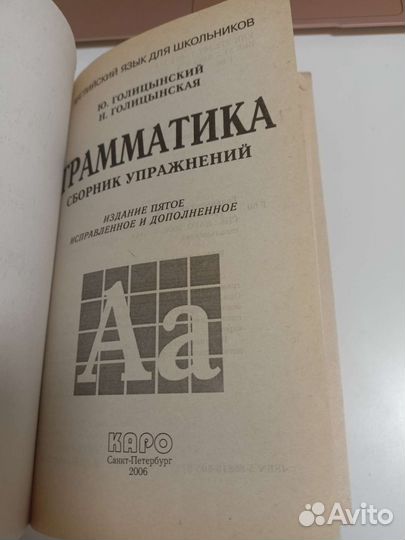 АНГЛИЙСКИЙ ЯЗЫК ДЛЯ ШКОЛЬНИКОВ
Ю. ГОЛИЦЫНСКИЙ
Н. ГОЛИЦЫНСКАЯ
ГРАММАТИКА
СБОРНИК УПРАЖНЕНИЙ
ИЗДАНИЕ ПЯТОЕ
ИСПРАВЛЕННОЕ И ДОПОЛНЕННОЕ
Aa
КАРО
Санкт-Петербург
2006
Avito